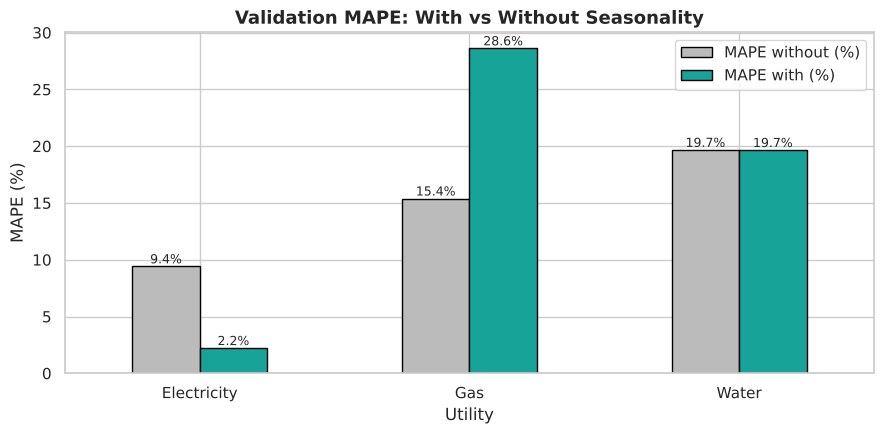 Validation MAPE: With vs Without Seasonality
MAPE (%)
30
25
20
15
10
5
0
MAPE without (%)
MAPE with (%)
9.4%
2.2%
15.4%
28.6%
19.7%
19.7%
Electricity
Gas
Water
Utility